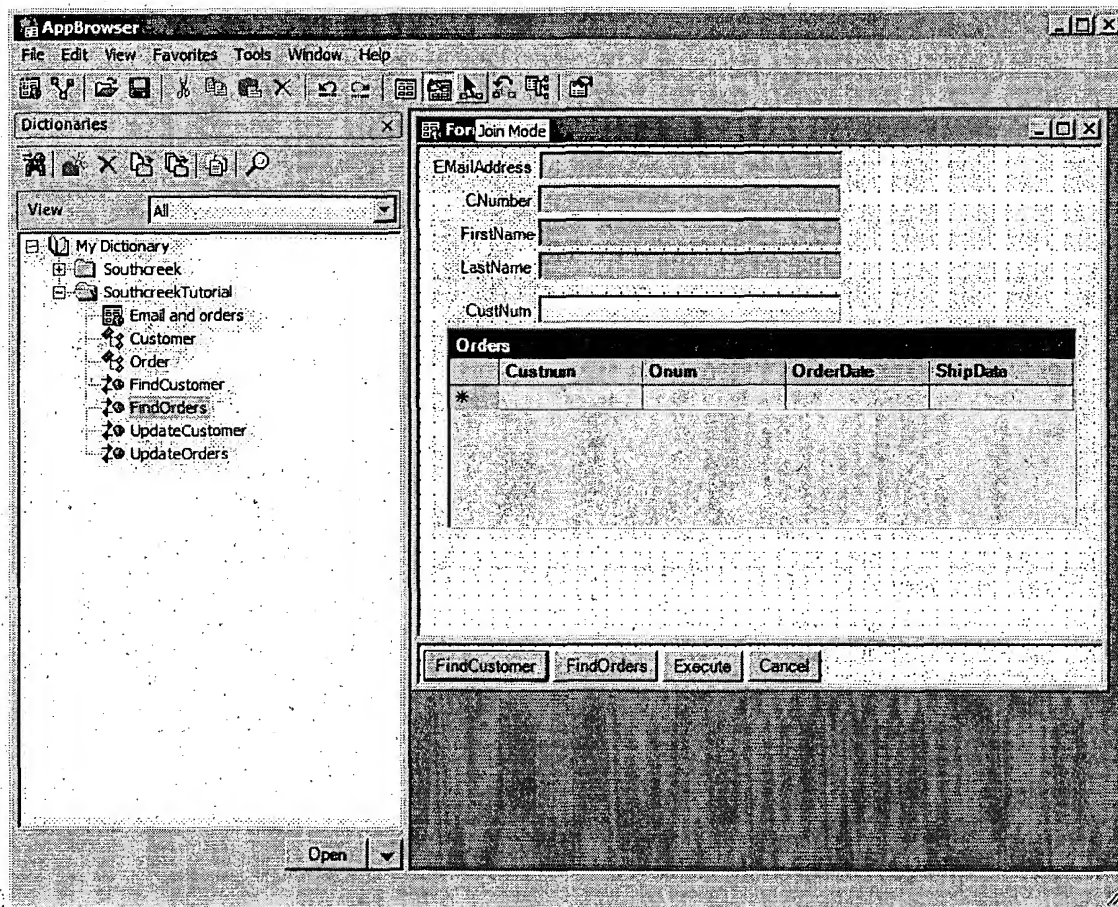 AppBrowser
File Edit View Favorites Tools Window Help
Dictionaries
View All
My Dictionary
Southcreek
SouthcreekTutorial
Email and orders
Customer
Order
FindCustomer
FindOrders
UpdateCustomer
UpdateOrders
Open
For Join Mode
EMailAddress
CNumber
FirstName
LastName
CustNum
Orders
Custnum Onum OrderDate ShipDate
*
FindCustomer FindOrders Execute Cancel